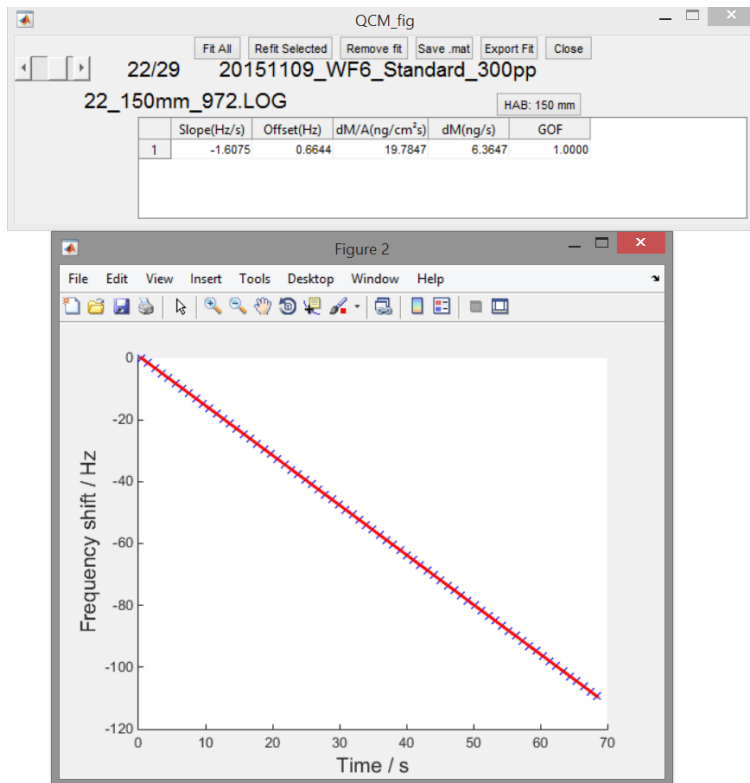 QCM_fig
Fit All Refit Selected Remove fit Save .mat Export Fit Close
22/29 20151109_WF6_Standard_300pp
22_150mm_972.LOG HAB: 150 mm
Slope(Hz/s) Offset(Hz) dM/A(ng/cm²s) dM(ng/s) GOF
1 -1.6075 0.6644 19.7847 6.3647 1.0000
Figure 2
File Edit View Insert Tools Desktop Window Help
0
-20
-40
-60
-80
-100
-120
Frequency shift / Hz
0 10 20 30 40 50 60 70
Time / s